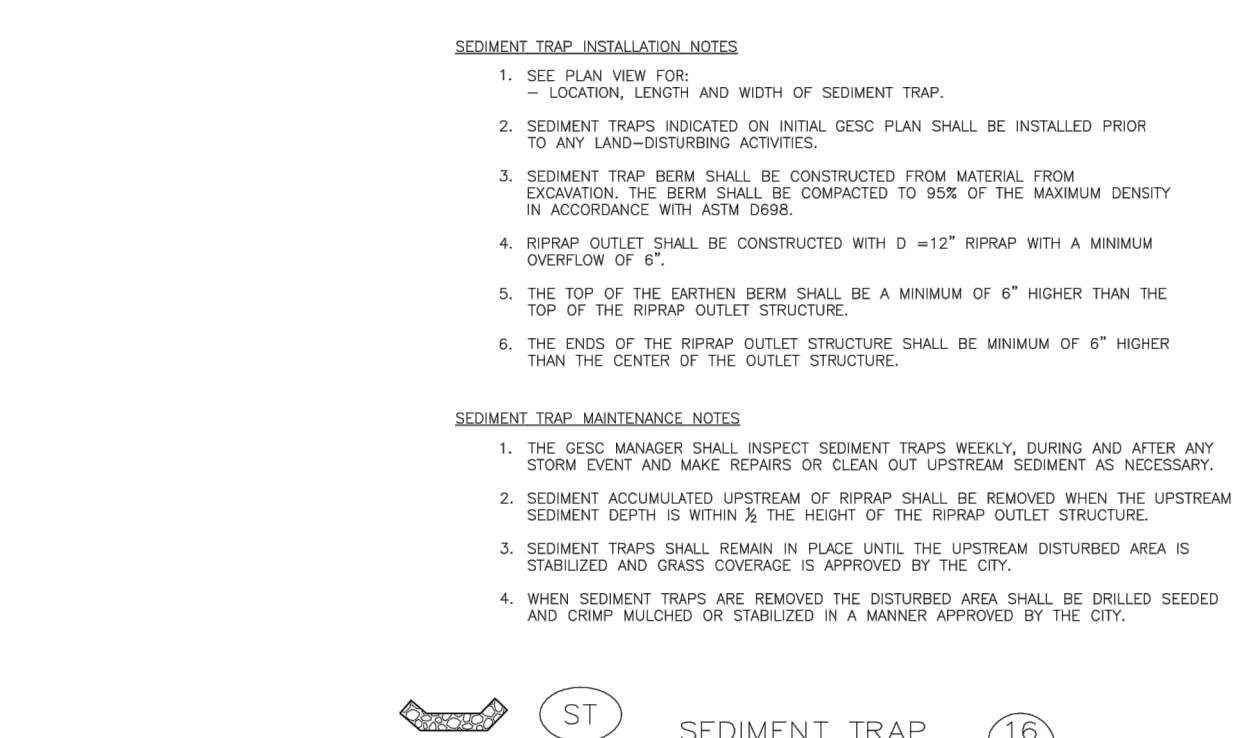 SEDIMENT TRAP INSTALLATION NOTES
1. SEE PLAN VIEW FOR:
– LOCATION, LENGTH AND WIDTH OF SEDIMENT TRAP.
2. SEDIMENT TRAPS INDICATED ON INITIAL GESC PLAN SHALL BE INSTALLED PRIOR
TO ANY LAND–DISTURBING ACTIVITIES.
3. SEDIMENT TRAP BERM SHALL BE CONSTRUCTED FROM MATERIAL FROM
EXCAVATION. THE BERM SHALL BE COMPACTED TO 95% OF THE MAXIMUM DENSITY
IN ACCORDANCE WITH ASTM D698.
4. RIPRAP OUTLET SHALL BE CONSTRUCTED WITH D =12" RIPRAP WITH A MINIMUM
OVERFLOW OF 6".
5. THE TOP OF THE EARTHEN BERM SHALL BE A MINIMUM OF 6" HIGHER THAN THE
TOP OF THE RIPRAP OUTLET STRUCTURE.
6. THE ENDS OF THE RIPRAP OUTLET STRUCTURE SHALL BE MINIMUM OF 6" HIGHER
THAN THE CENTER OF THE OUTLET STRUCTURE.
SEDIMENT TRAP MAINTENANCE NOTES
1. THE GESC MANAGER SHALL INSPECT SEDIMENT TRAPS WEEKLY, DURING AND AFTER ANY
STORM EVENT AND MAKE REPAIRS OR CLEAN OUT UPSTREAM SEDIMENT AS NECESSARY.
2. SEDIMENT ACCUMULATED UPSTREAM OF RIPRAP SHALL BE REMOVED WHEN THE UPSTREAM
SEDIMENT DEPTH IS WITHIN ½ THE HEIGHT OF THE RIPRAP OUTLET STRUCTURE.
3. SEDIMENT TRAPS SHALL REMAIN IN PLACE UNTIL THE UPSTREAM DISTURBED AREA IS
STABILIZED AND GRASS COVERAGE IS APPROVED BY THE CITY.
4. WHEN SEDIMENT TRAPS ARE REMOVED THE DISTURBED AREA SHALL BE DRILLED SEEDED
AND CRIMP MULCHED OR STABILIZED IN A MANNER APPROVED BY THE CITY.
ST
SEDIMENT TRAP
16